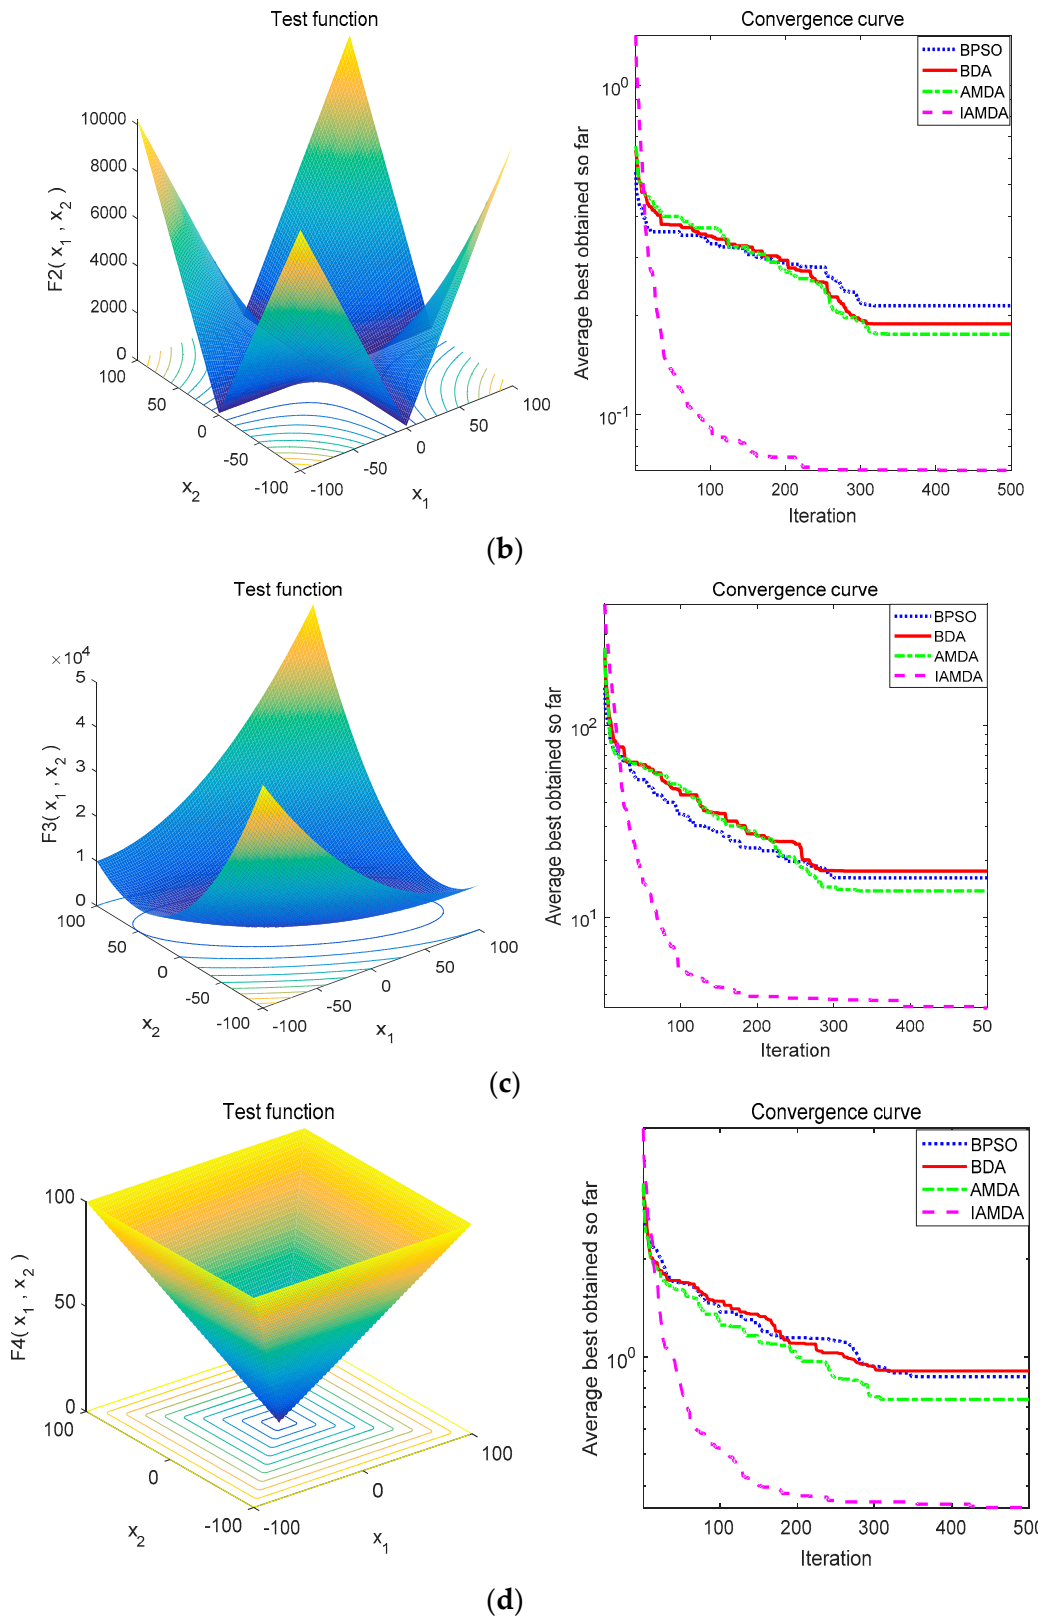 Test function
Convergence curve
F2( x1 , x2 )
10000
8000
6000
4000
2000
0
100
50
0
-50
-100
x2
-100
-50
0
50
100
x1
Average best obtained so far
10^0
10^-1
BPSO
BDA
AMDA
IAMDA
100 200 300 400 500
Iteration
(b)
Test function
Convergence curve
F3( x1 , x2 )
×10^4
5
4
3
2
1
0
100
50
0
-50
-100
x2
-100
-50
0
50
100
x1
Average best obtained so far
10^2
10^1
BPSO
BDA
AMDA
IAMDA
100 200 300 400 50
Iteration
(c)
Test function
Convergence curve
F4( x1 , x2 )
100
50
0
100
0
-100
x2
-100
0
100
x1
Average best obtained so far
10^0
BPSO
BDA
AMDA
IAMDA
100 200 300 400 500
Iteration
(d)